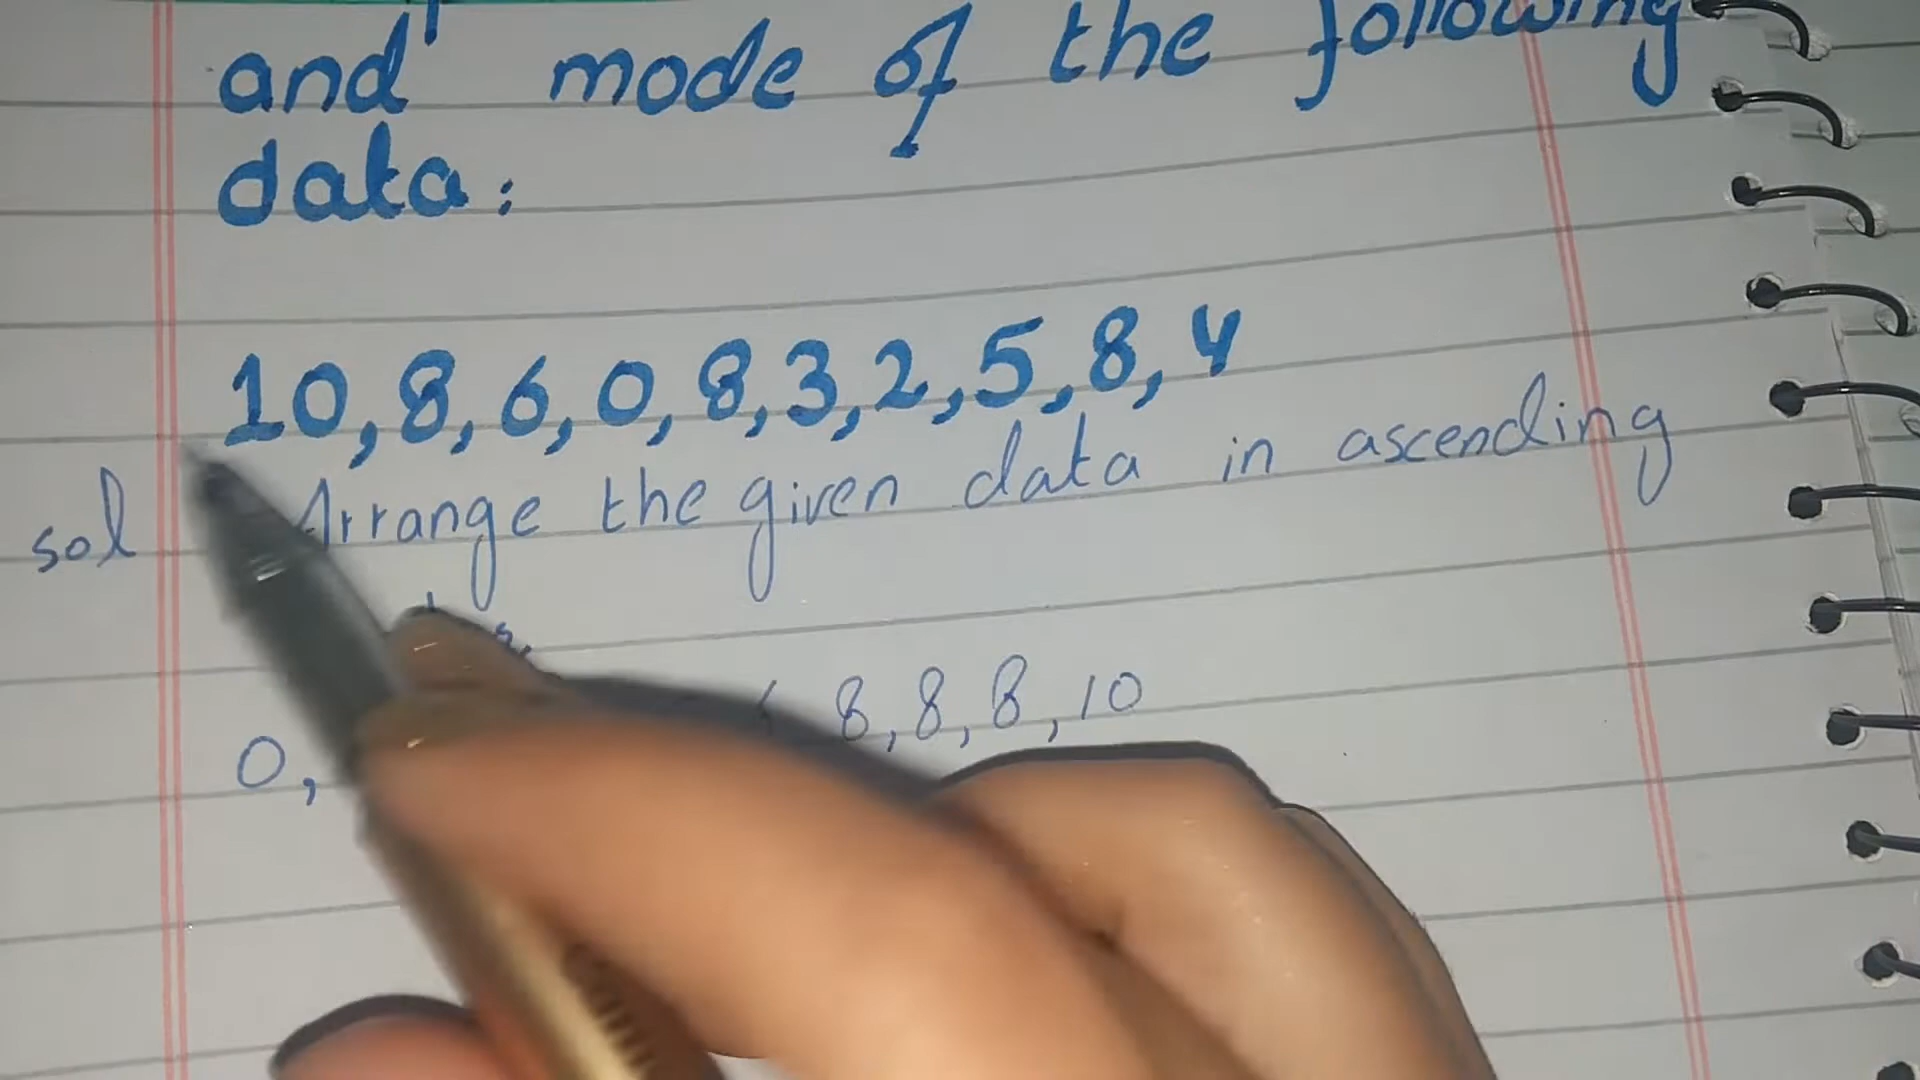 and mode of the following
data:
10, 8, 6, 0, 8, 3, 2, 5, 8, 4
sol Arrange the given data in ascending
0, 8, 8, 8, 10